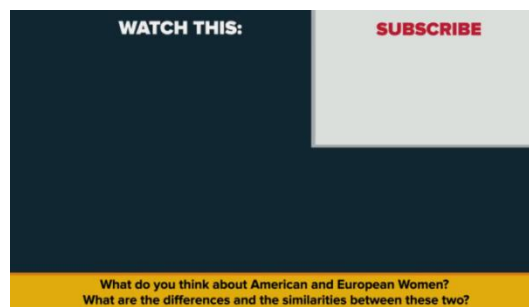 WATCH THIS:
SUBSCRIBE
What do you think about American and European Women?
What are the differences and the similarities between these two?